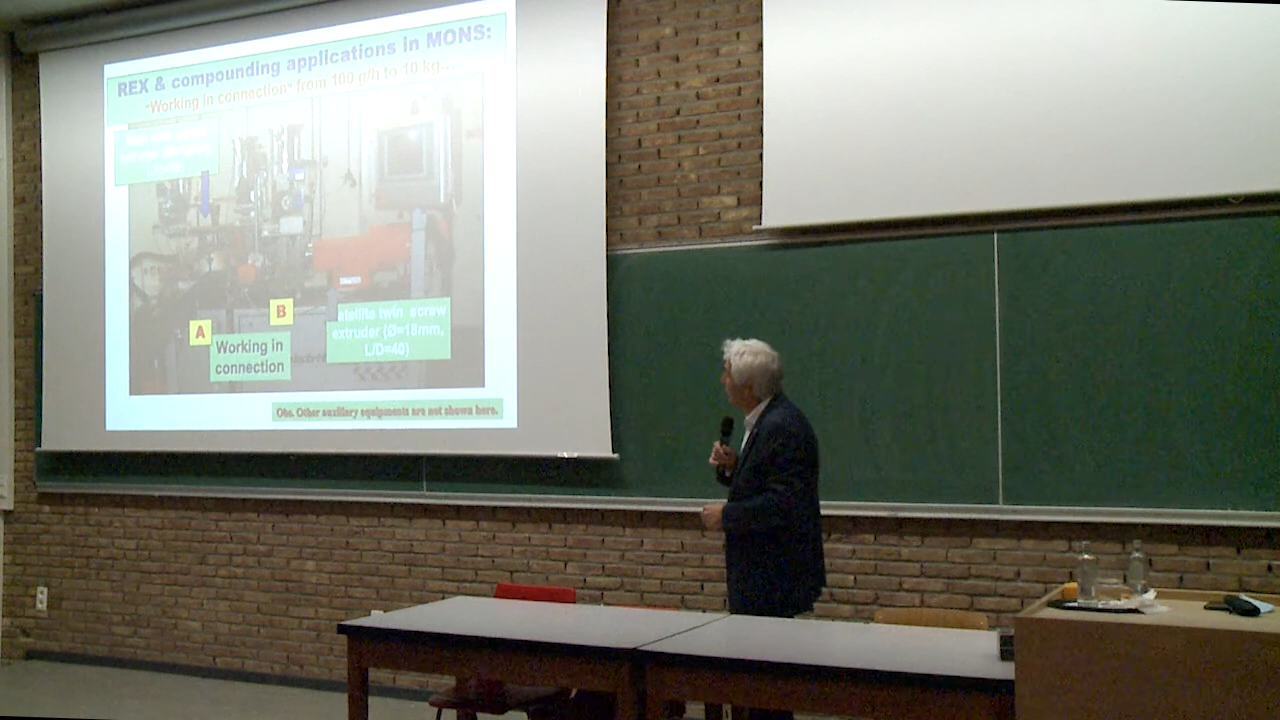 REX & compounding applications in MONS:
"Working in connection" from 100 g/h to 10 kg...
A
B
Working in
connection
atellite twin screw
extruder (Ø=18mm,
L/D=40)
Obs. Other auxiliary equipments are not shown here.